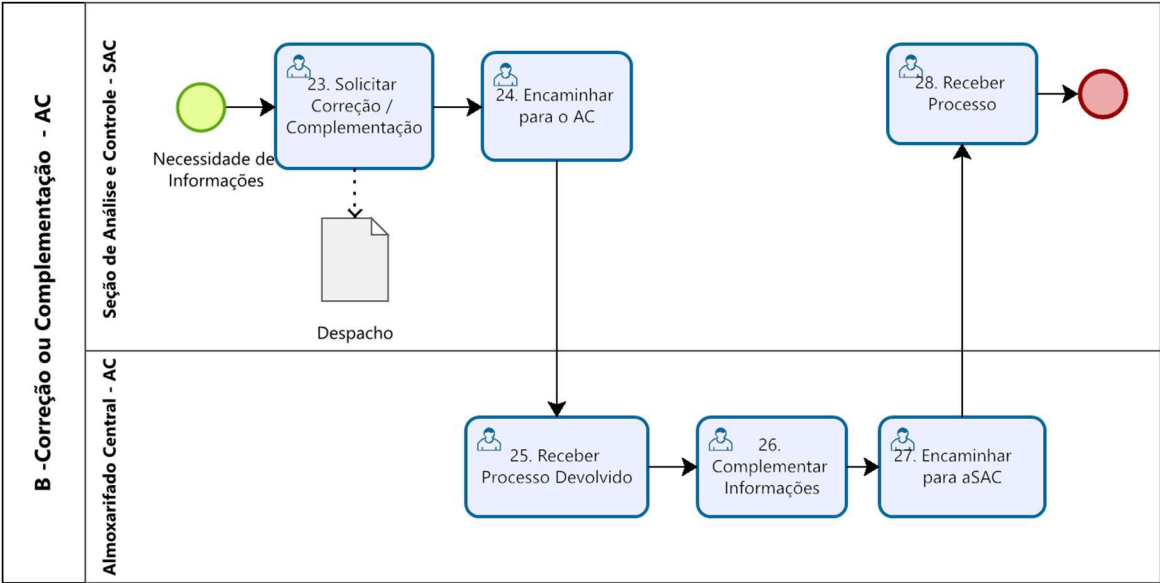 B -Correção ou Complementação - AC
Seção de Análise e Controle - SAC
Necessidade de
Informações
23. Solicitar
Correção /
Complementação
Despacho
24. Encaminhar
para o AC
28. Receber
Processo
Almoxarifado Central - AC
25. Receber
Processo Devolvido
26.
Complementar
Informações
27. Encaminhar
para aSAC